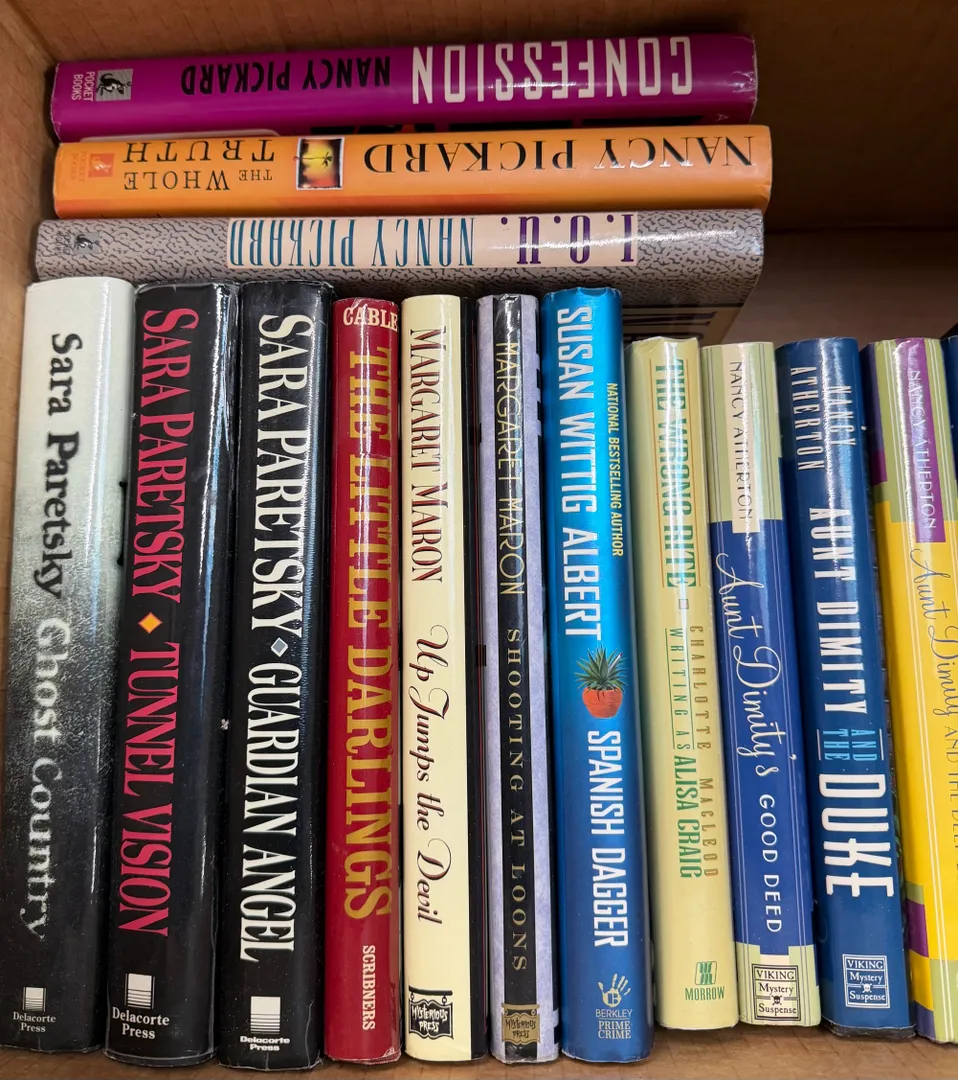 CONFESSION
NANCY PICKARD
POCKET
BOOKS
NANCY PICKARD
THE WHOLE
TRUTH
I.O.U.
NANCY PICKARD
Sara Paretsky Ghost Country
Delacorte
Press
SARA PARETSKY TUNNEL VISION
Delacorte
Press
SARA PARETSKY GUARDIAN ANGEL
Delacorte
Press
CABLE
THE LITTLE DARLINGS
SCRIBNERS
MARGARET MARON Up Jumps the Devil
MYSTERIOUS
PRESS
MARGARET MARON SHOOTING AT LOONS
MYSTERIOUS
PRESS
NATIONAL BESTSELLING AUTHOR
SUSAN WITTIG ALBERT SPANISH DAGGER
BERKLEY
PRIME
CRIME
THE WRONG RITE
CHARLOTTE MACLEOD
WRITING AS ALISA CRAIG
MORROW
NANCY ATHERTON
Aunt Dimity's GOOD DEED
VIKING
Mystery
Suspense
NANCY
ATHERTON
AUNT DIMITY AND THE DUKE
VIKING
Mystery
Suspense
NANCY ATHERTON
Aunt Dimity AND THE